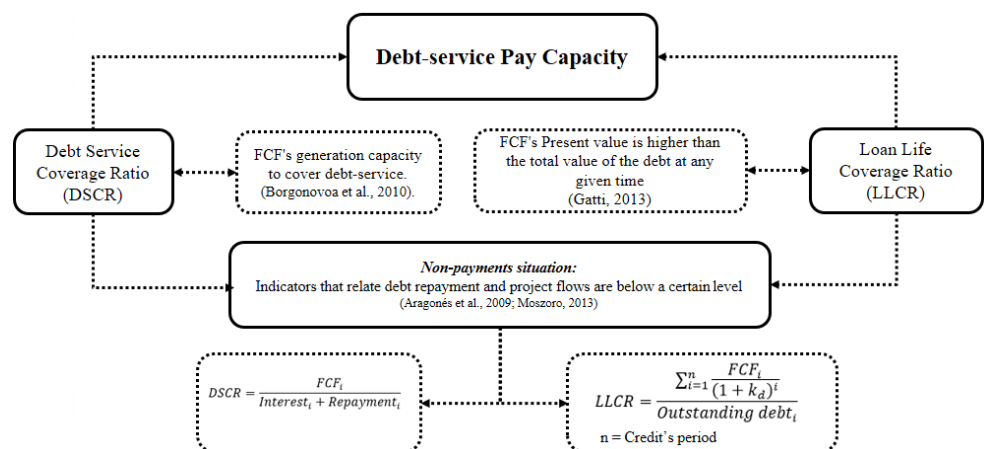 Debt-service Pay Capacity
Debt Service
Coverage Ratio
(DSCR)
FCF's generation capacity
to cover debt-service.
(Borgonovoa et al., 2010).
FCF's Present value is higher than
the total value of the debt at any
given time
(Gatti, 2013)
Loan Life
Coverage Ratio
(LLCR)
Non-payments situation:
Indicators that relate debt repayment and project flows are below a certain level
(Aragonés et al., 2009; Moszoro, 2013)
DSCR = FCF_i / (Interest_i + Repayment_i)
LLCR = (∑_{i=1}^{n} FCF_i / (1 + k_d)^i) / Outstanding debt_i
n = Credit’s period